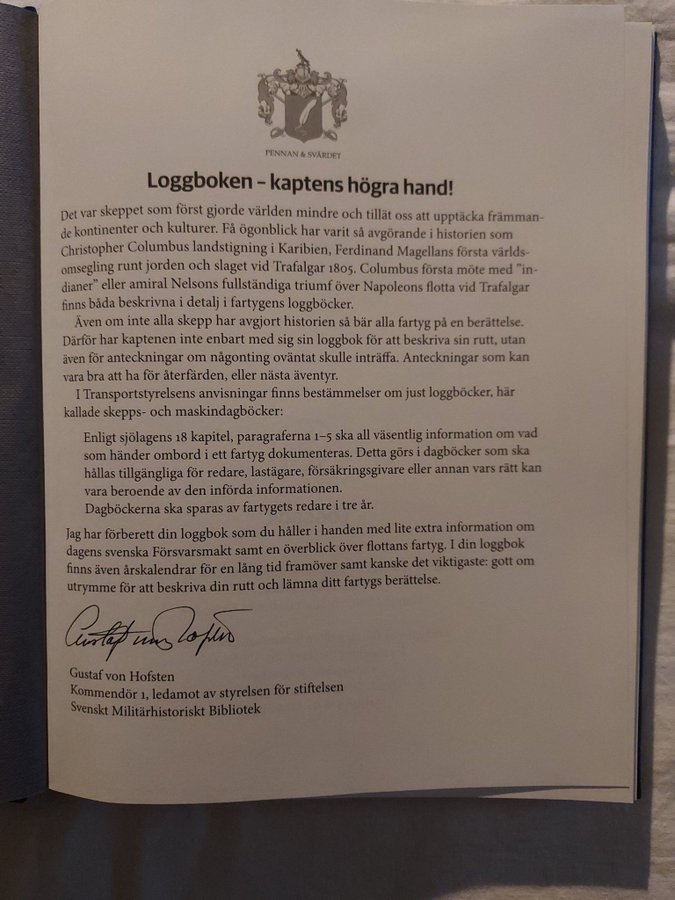 PENNAN & SVÄRDET
Loggboken – kaptens högra hand!
Det var skeppet som först gjorde världen mindre och tillät oss att upptäcka främman-
de kontinenter och kulturer. Få ögonblick har varit så avgörande i historien som
Christopher Columbus landstigning i Karibien, Ferdinand Magellans första världs-
omsegling runt jorden och slaget vid Trafalgar 1805. Columbus första möte med ”in-
dianer” eller amiral Nelsons fullständiga triumf över Napoleons flotta vid Trafalgar
finns båda beskrivna i detalj i fartygens loggböcker.
Även om inte alla skepp har avgjort historien så bär alla fartyg på en berättelse.
Därför har kaptenen inte enbart med sig sin loggbok för att beskriva sin rutt, utan
även för anteckningar om någonting oväntat skulle inträffa. Anteckningar som kan
vara bra att ha för återfärden, eller nästa äventyr.
I Transportstyrelsens anvisningar finns bestämmelser om just loggböcker, här
kallade skepps- och maskindagböcker:
Enligt sjölagens 18 kapitel, paragraferna 1–5 ska all väsentlig information om vad
som händer ombord i ett fartyg dokumenteras. Detta görs i dagböcker som ska
hållas tillgängliga för redare, lastägare, försäkringsgivare eller annan vars rätt kan
vara beroende av den införda informationen.
Dagböckerna ska sparas av fartygets redare i tre år.
Jag har förberett din loggbok som du håller i handen med lite extra information om
dagens svenska Försvarsmakt samt en överblick över flottans fartyg. I din loggbok
finns även årskalendrar för en lång tid framöver samt kanske det viktigaste: gott om
utrymme för att beskriva din rutt och lämna ditt fartygs berättelse.
Gustaf von Hofsten
Gustaf von Hofsten
Kommendör 1, ledamot av styrelsen för stiftelsen
Svenskt Militärhistoriskt Bibliotek